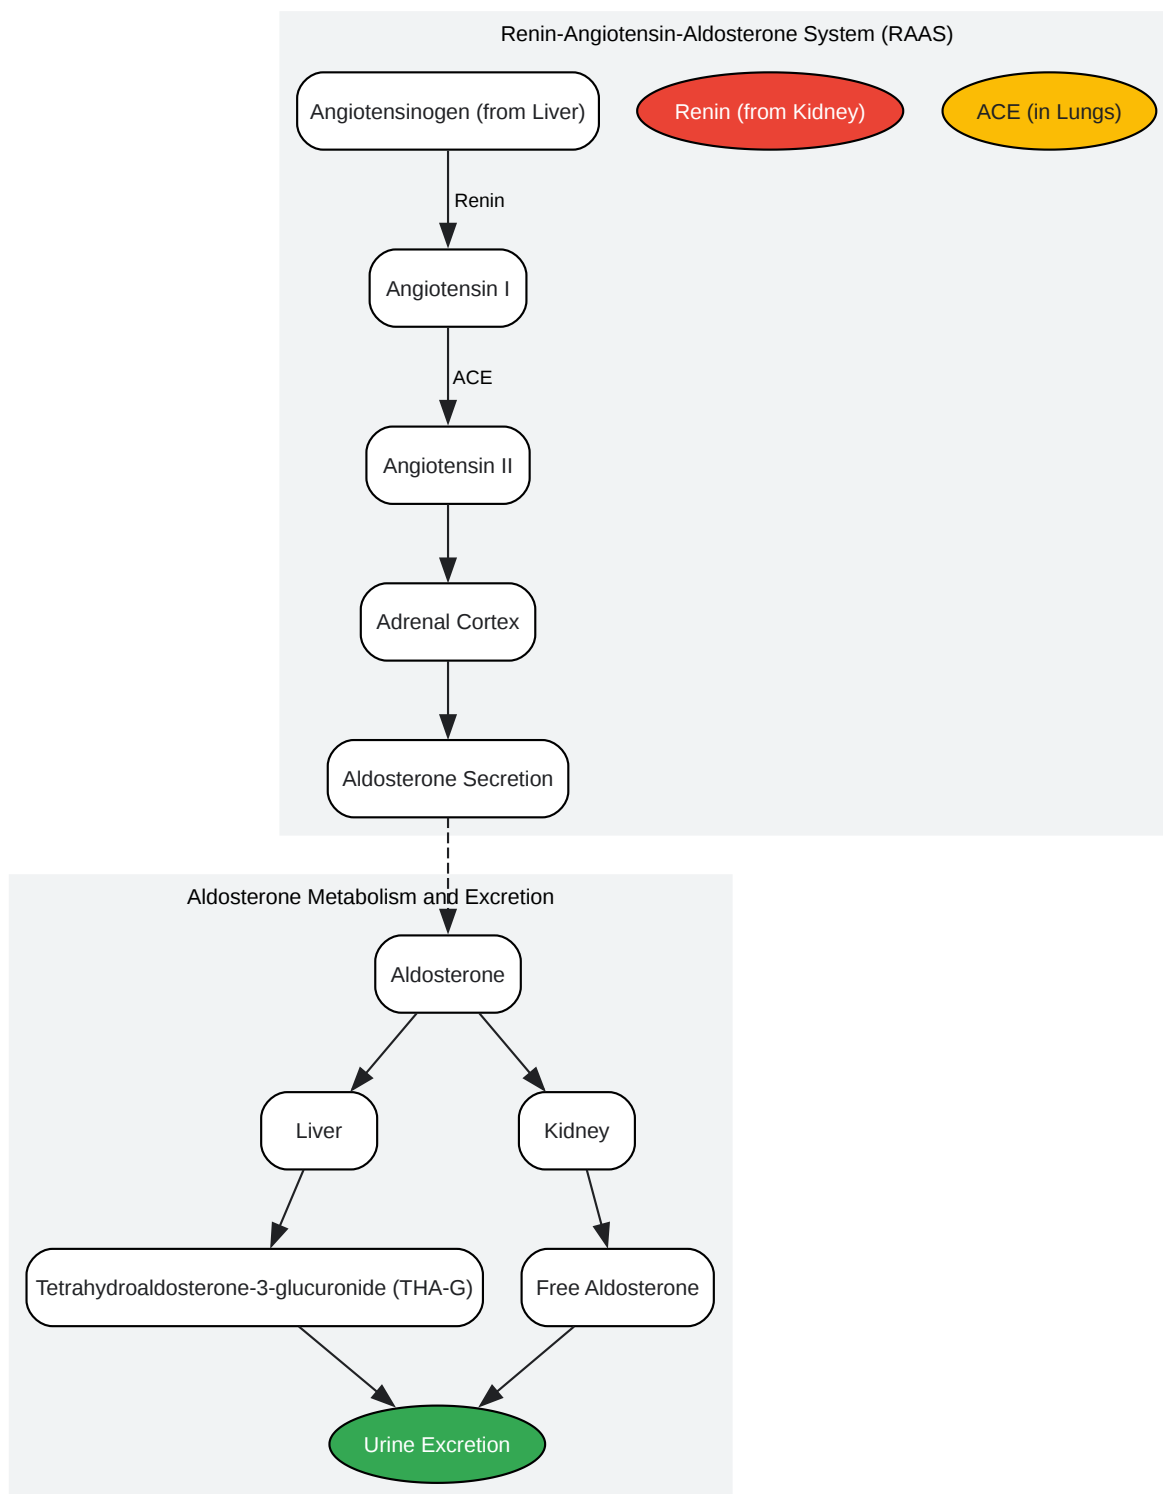 Renin-Angiotensin-Aldosterone System (RAAS)
Angiotensinogen (from Liver)
Renin (from Kidney)
ACE (in Lungs)
Renin
Angiotensin I
ACE
Angiotensin II
Adrenal Cortex
Aldosterone Secretion
Aldosterone Metabolism and Excretion
Aldosterone
Liver
Kidney
Tetrahydroaldosterone-3-glucuronide (THA-G)
Free Aldosterone
Urine Excretion